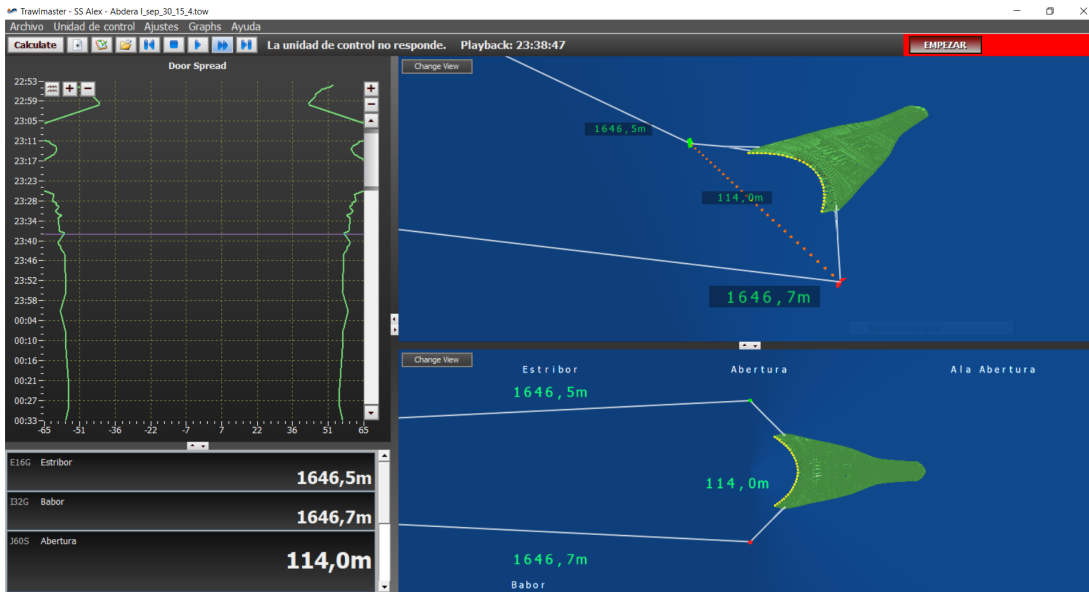 Trawlmaster - SS Alex - Abdera I_sep_30_15_4.tow
Archivo Unidad de control Ajustes Graphs Ayuda
Calculate La unidad de control no responde. Playback: 23:38:47 EMPEZAR
Door Spread
22:53
22:59
23:05
23:11
23:17
23:23
23:28
23:34
23:40
23:46
23:52
23:58
00:04
00:10
00:16
00:21
00:27
00:33
-65 -51 -36 -22 -7 7 22 36 51 65
E16G Estribor
1646,5m
I32G Babor
1646,7m
J60S Abertura
114,0m
Change View
1646,5m
114,0m
1646,7m
Change View
Estribor Abertura Ala Abertura
1646,5m
114,0m
1646,7m
Babor